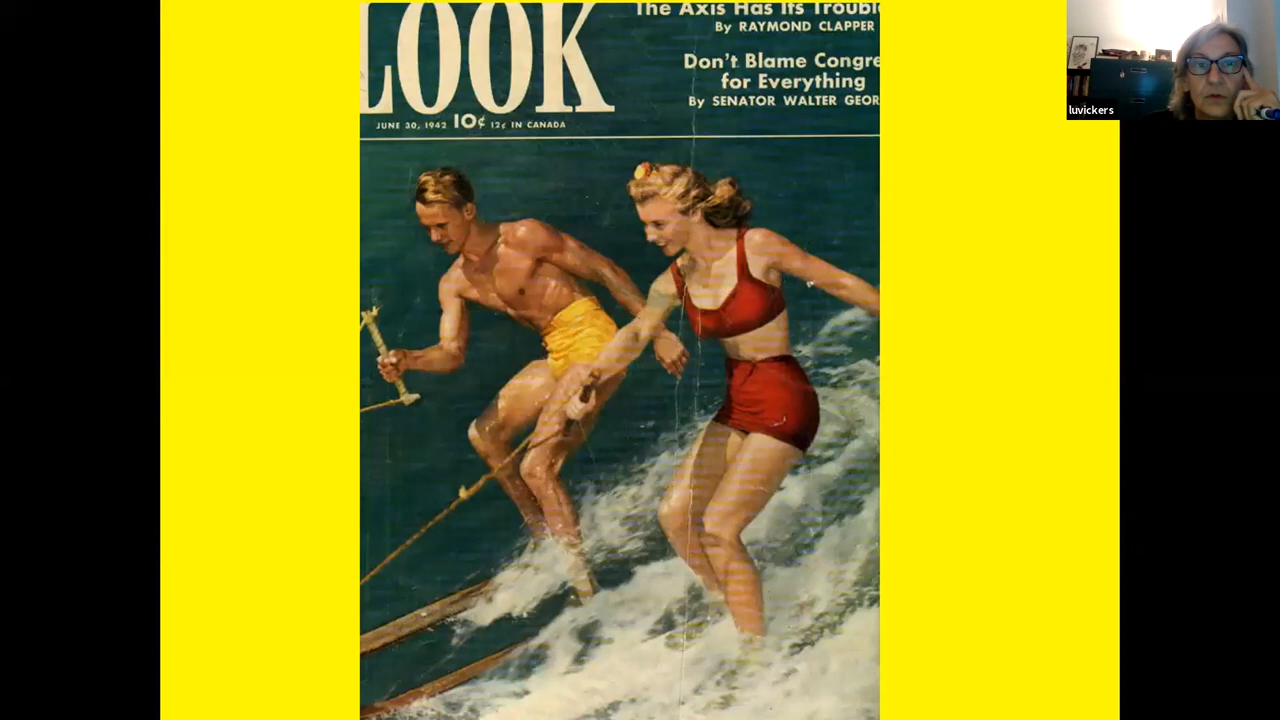 LOOK
The Axis Has Its Troubl
By RAYMOND CLAPPER
Don't Blame Congre
for Everything
By SENATOR WALTER GEOR
JUNE 30, 1942 10¢ 12¢ IN CANADA
luvickers